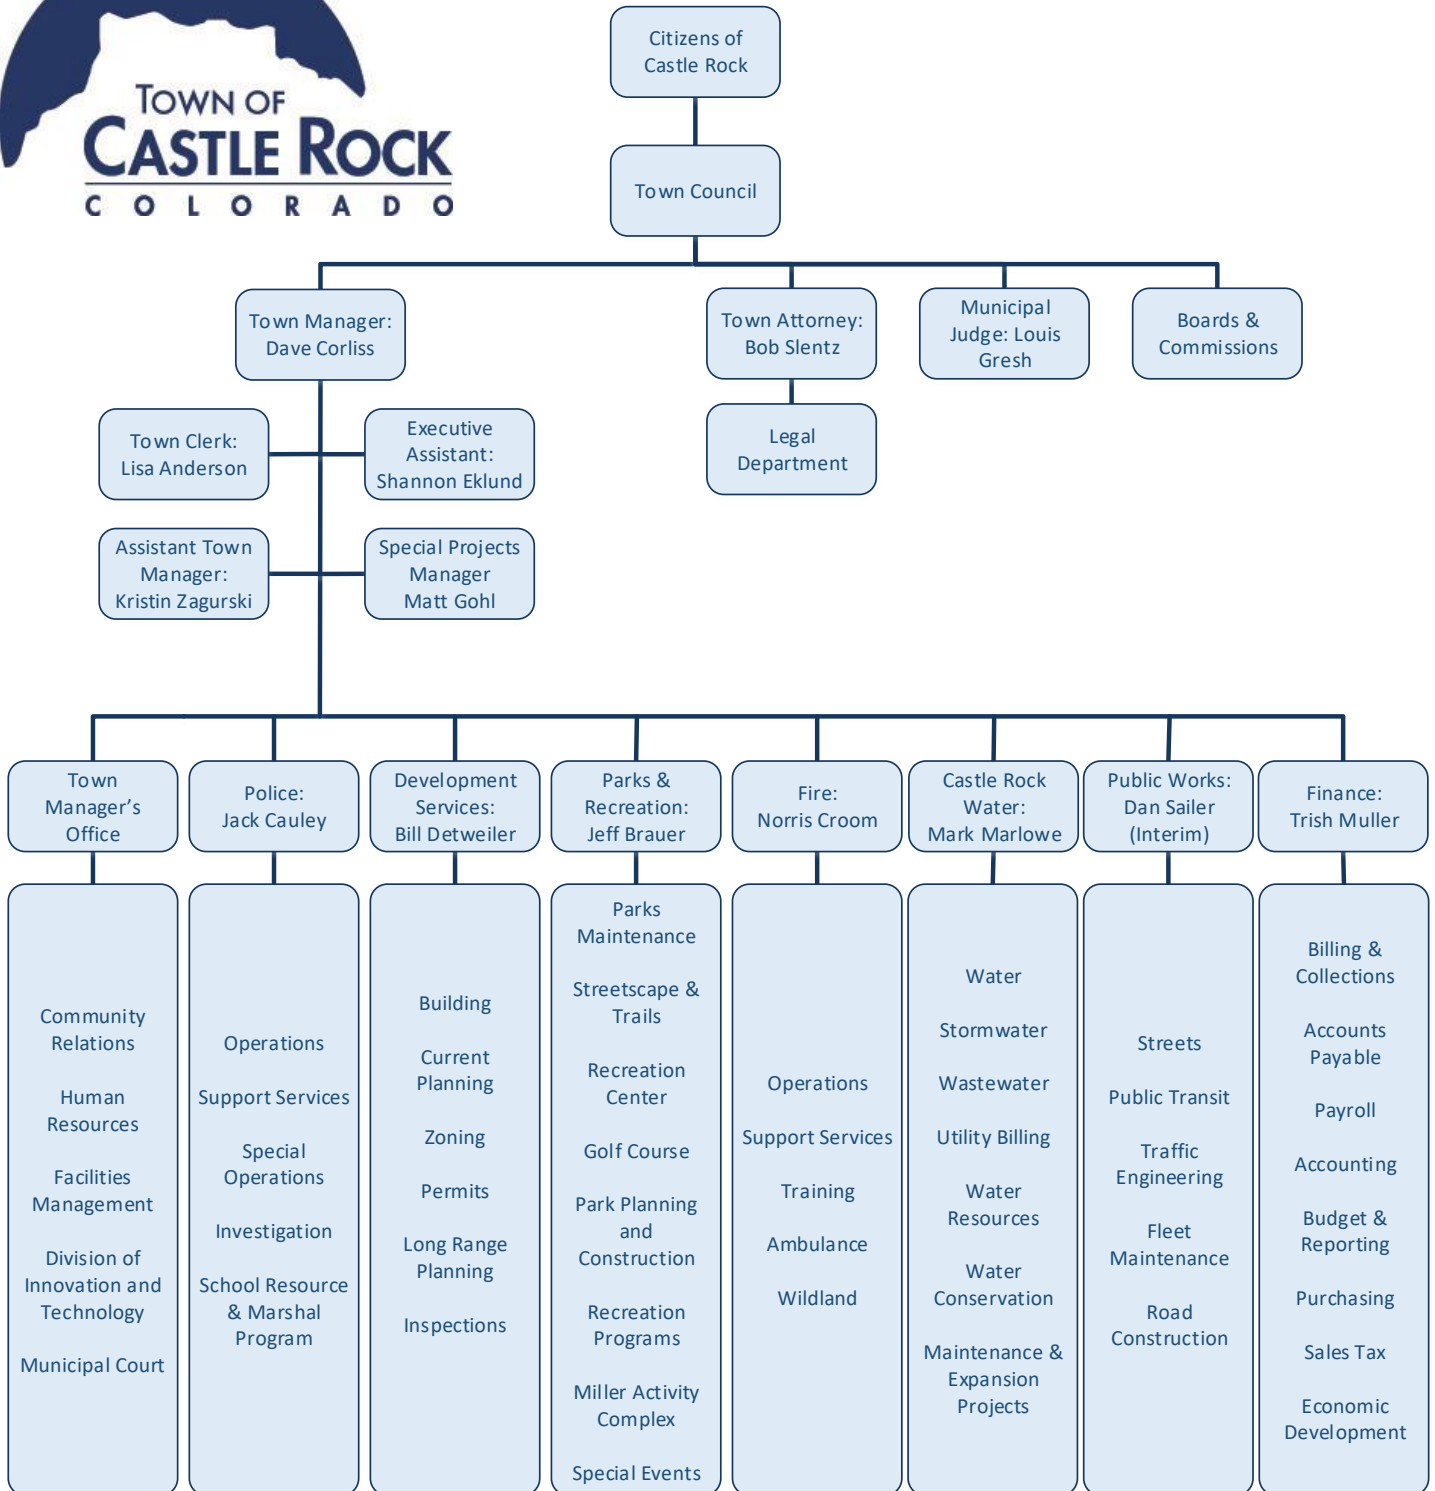 TOWN OF
CASTLE ROCK
COLORADO
Citizens of
Castle Rock
Town Council
Town Manager:
Dave Corliss
Town Attorney:
Bob Slentz
Municipal
Judge: Louis
Gresh
Boards &
Commissions
Town Clerk:
Lisa Anderson
Executive
Assistant:
Shannon Eklund
Legal
Department
Assistant Town
Manager:
Kristin Zagurski
Special Projects
Manager
Matt Gohl
Town
Manager’s
Office
Police:
Jack Cauley
Development
Services:
Bill Detweiler
Parks &
Recreation:
Jeff Brauer
Fire:
Norris Croom
Castle Rock
Water:
Mark Marlowe
Public Works:
Dan Sailer
(Interim)
Finance:
Trish Muller
Community
Relations
Human
Resources
Facilities
Management
Division of
Innovation and
Technology
Municipal Court
Operations
Support Services
Special
Operations
Investigation
School Resource
& Marshal
Program
Building
Current
Planning
Zoning
Permits
Long Range
Planning
Inspections
Parks
Maintenance
Streetscape &
Trails
Recreation
Center
Golf Course
Park Planning
and
Construction
Recreation
Programs
Miller Activity
Complex
Special Events
Operations
Support Services
Training
Ambulance
Wildland
Water
Stormwater
Wastewater
Utility Billing
Water
Resources
Water
Conservation
Maintenance &
Expansion
Projects
Streets
Public Transit
Traffic
Engineering
Fleet
Maintenance
Road
Construction
Billing &
Collections
Accounts
Payable
Payroll
Accounting
Budget &
Reporting
Purchasing
Sales Tax
Economic
Development